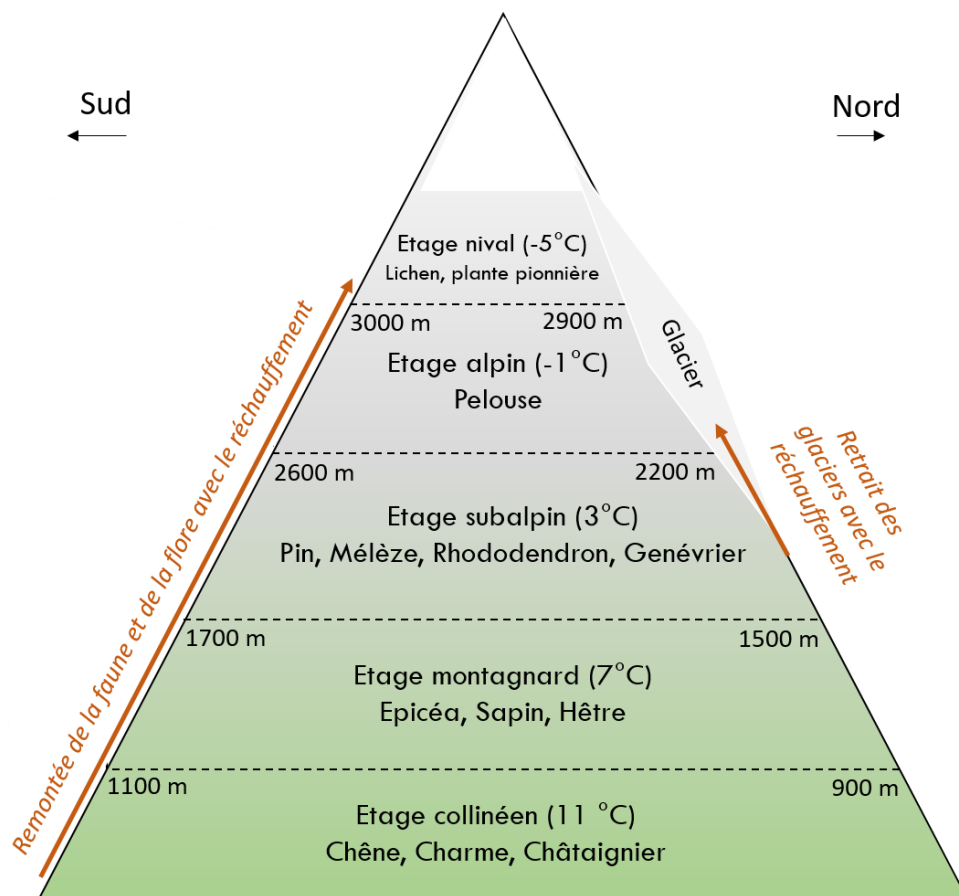 Sud
Nord
Etage nival (-5°C)
Lichen, plante pionnière
3000 m
2900 m
Glacier
Etage alpin (-1°C)
Pelouse
2600 m
2200 m
Etage subalpin (3°C)
Pin, Mélèze, Rhododendron, Genévrier
Retrait des
glaciers avec le
réchauffement
Remontée de la faune et de la flore avec le réchauffement
1700 m
1500 m
Etage montagnard (7°C)
Epicéa, Sapin, Hêtre
1100 m
900 m
Etage collinéen (11 °C)
Chêne, Charme, Châtaignier